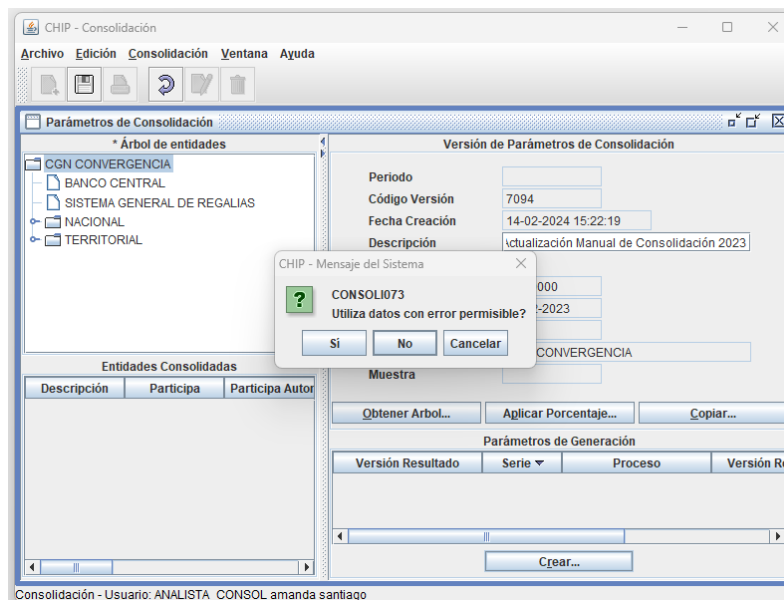 CHIP - Consolidación
Archivo Edición Consolidación Ventana Ayuda
Parámetros de Consolidación
* Árbol de entidades
CGN CONVERGENCIA
BANCO CENTRAL
SISTEMA GENERAL DE REGALIAS
NACIONAL
TERRITORIAL
Entidades Consolidadas
Descripción Participa Participa Autor
Versión de Parámetros de Consolidación
Periodo
Código Versión 7094
Fecha Creación 14-02-2024 15:22:19
Descripción ctualización Manual de Consolidación 2023
000
2-2023
CONVERGENCIA
Muestra
Obtener Arbol... Aplicar Porcentaje... Copiar...
Parámetros de Generación
Versión Resultado Serie Proceso Versión R
Crear...
CHIP - Mensaje del Sistema
CONSOLI073
Utiliza datos con error permisible?
Sì No Cancelar
Consolidación - Usuario: ANALISTA_CONSOL amanda santiago